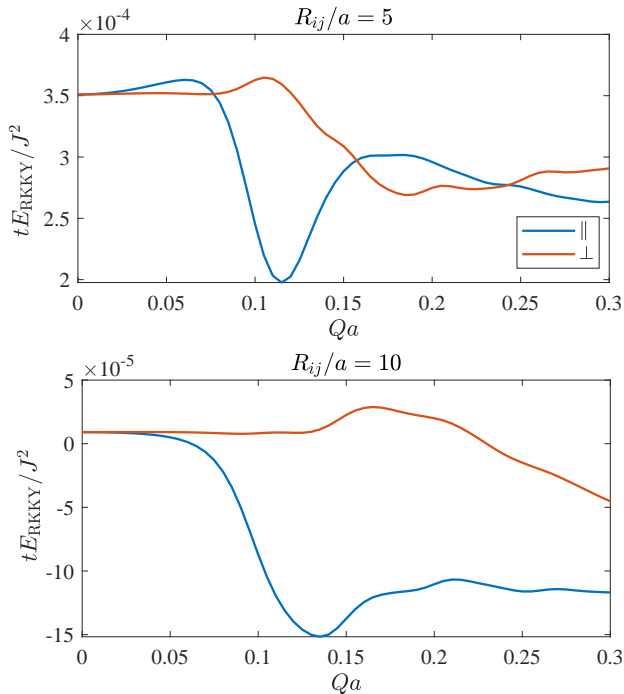 ×10⁻⁴
R_{ij}/a = 5
4
3.5
3
2.5
2
tE_{RKKY}/J²
∥
⊥
0 0.05 0.1 0.15 0.2 0.25 0.3
Qa
×10⁻⁵
R_{ij}/a = 10
5
0
-5
-10
-15
tE_{RKKY}/J²
0 0.05 0.1 0.15 0.2 0.25 0.3
Qa